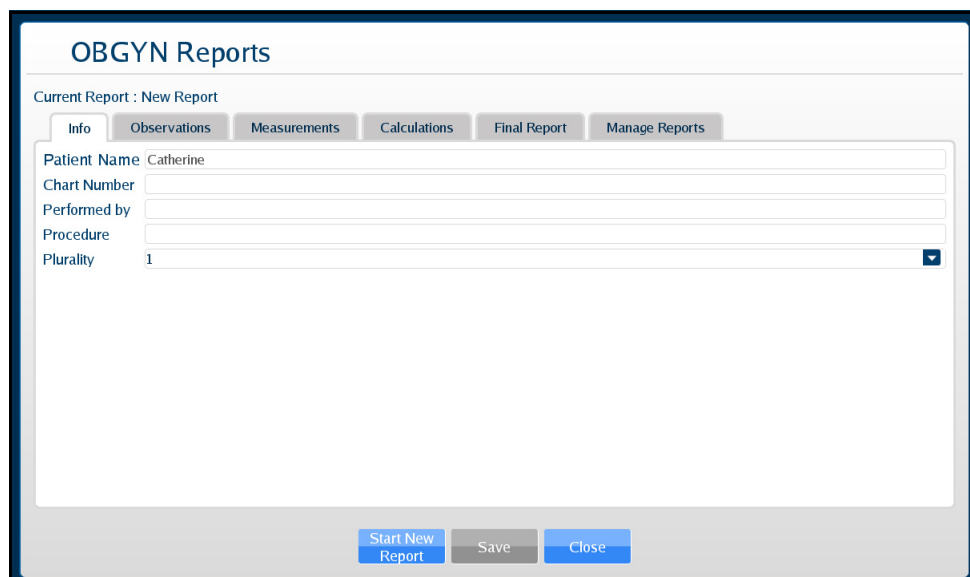 OBGYN Reports
Current Report : New Report
Info Observations Measurements Calculations Final Report Manage Reports
Patient Name Catherine
Chart Number
Performed by
Procedure
Plurality 1
Start New
Report
Save
Close